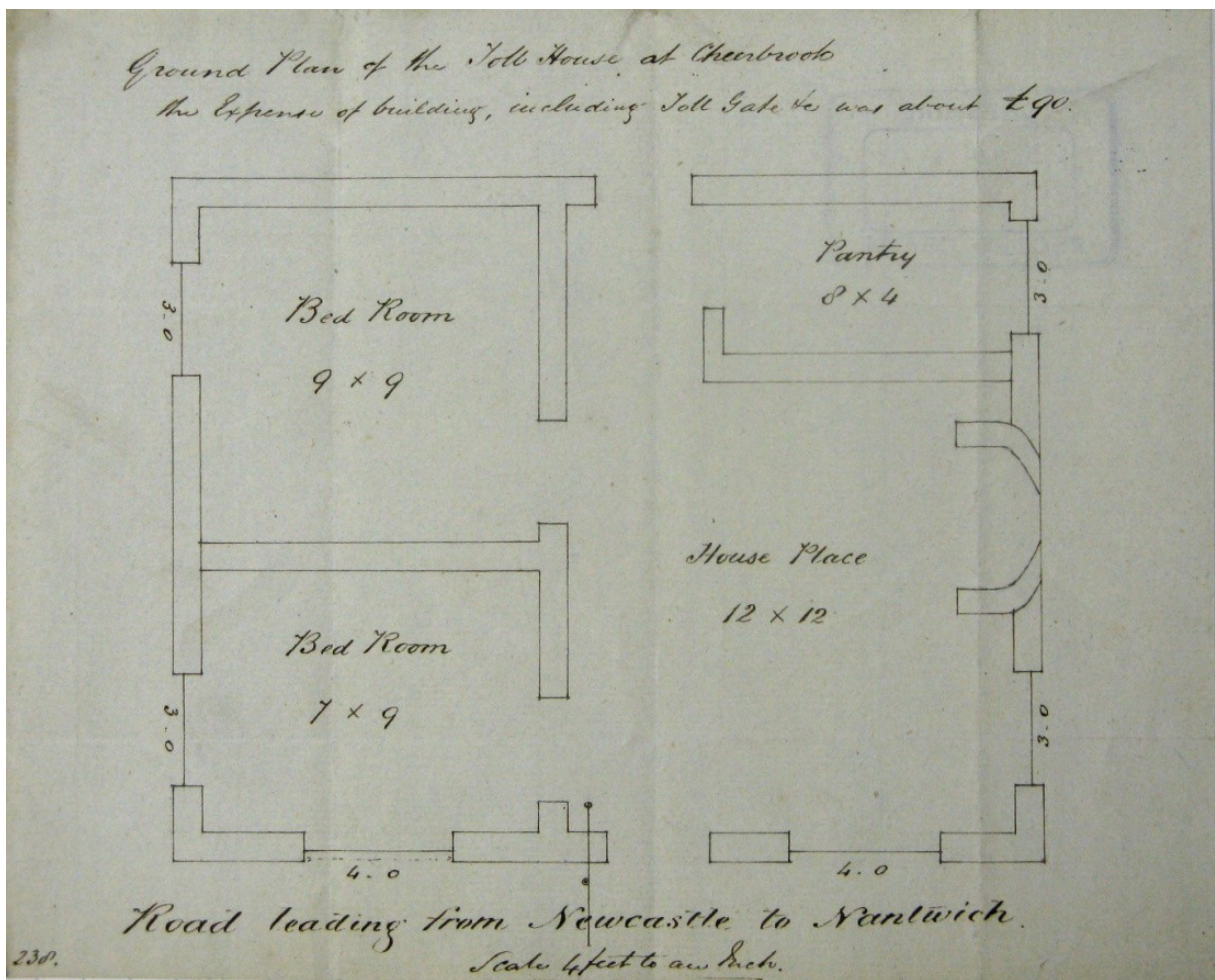 Ground Plan of the Toll House at Cheerbrook
the Expense of building, including Toll Gate &c was about £90.
Pantry
8 × 4
3.0
Bed Room
9 × 9
3.0
House Place
12 × 12
Bed Room
7 × 9
3.0
3.0
4.0
4.0
Road leading from Newcastle to Nantwich.
Scale 4 feet to an Inch.
238.